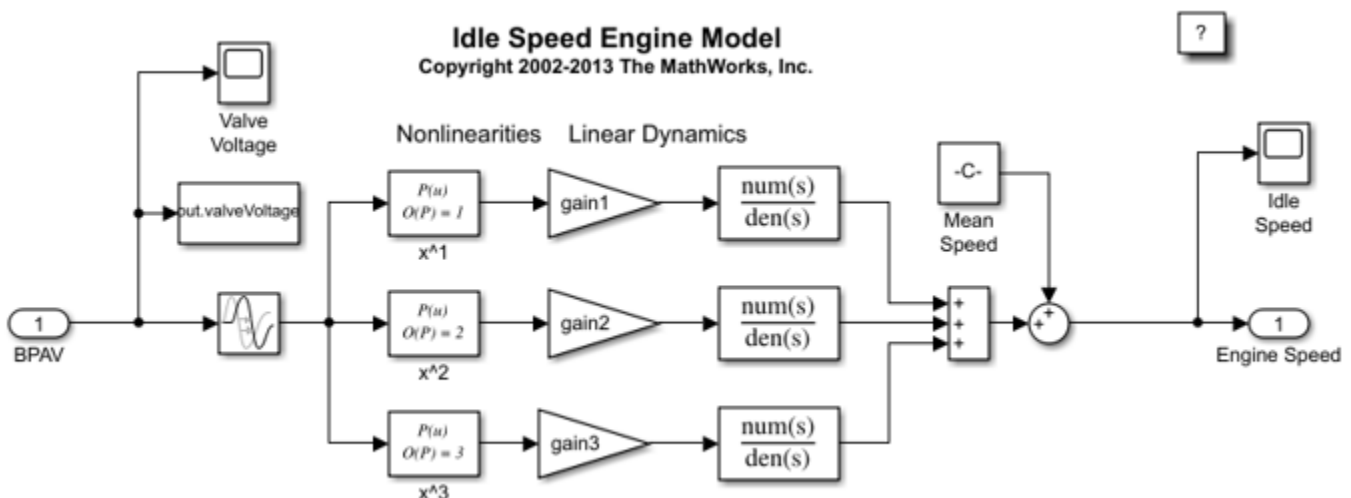 Idle Speed Engine Model
Copyright 2002-2013 The MathWorks, Inc.
?
Valve
Voltage
Nonlinearities Linear Dynamics
out.valveVoltage
P(u)
O(P) = 1
x^1
gain1
num(s)
den(s)
-C-
Mean
Speed
Idle
Speed
1
BPAV
P(u)
O(P) = 2
x^2
gain2
num(s)
den(s)
+
+
+
+
+
1
Engine Speed
P(u)
O(P) = 3
x^3
gain3
num(s)
den(s)